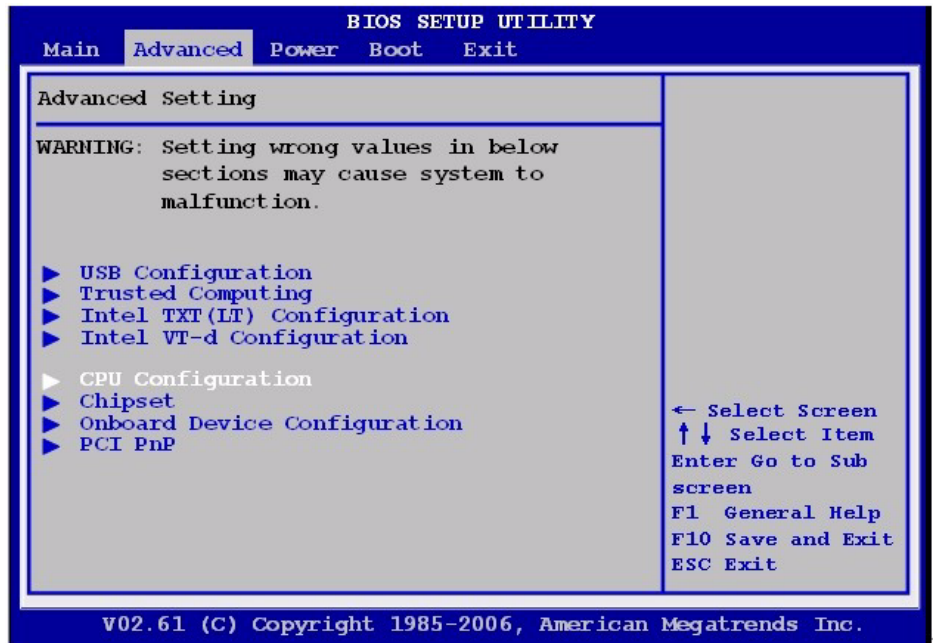 BIOS SETUP UTILITY
Main Advanced Power Boot Exit
Advanced Setting
WARNING: Setting wrong values in below
sections may cause system to
malfunction.
▶ USB Configuration
▶ Trusted Computing
▶ Intel TXT(LT) Configuration
▶ Intel VT-d Configuration
▶ CPU Configuration
▶ Chipset
▶ Onboard Device Configuration
▶ PCI PnP
← Select Screen
↑↓ Select Item
Enter Go to Sub
screen
F1 General Help
F10 Save and Exit
ESC Exit
V02.61 (C) Copyright 1985-2006, American Megatrends Inc.